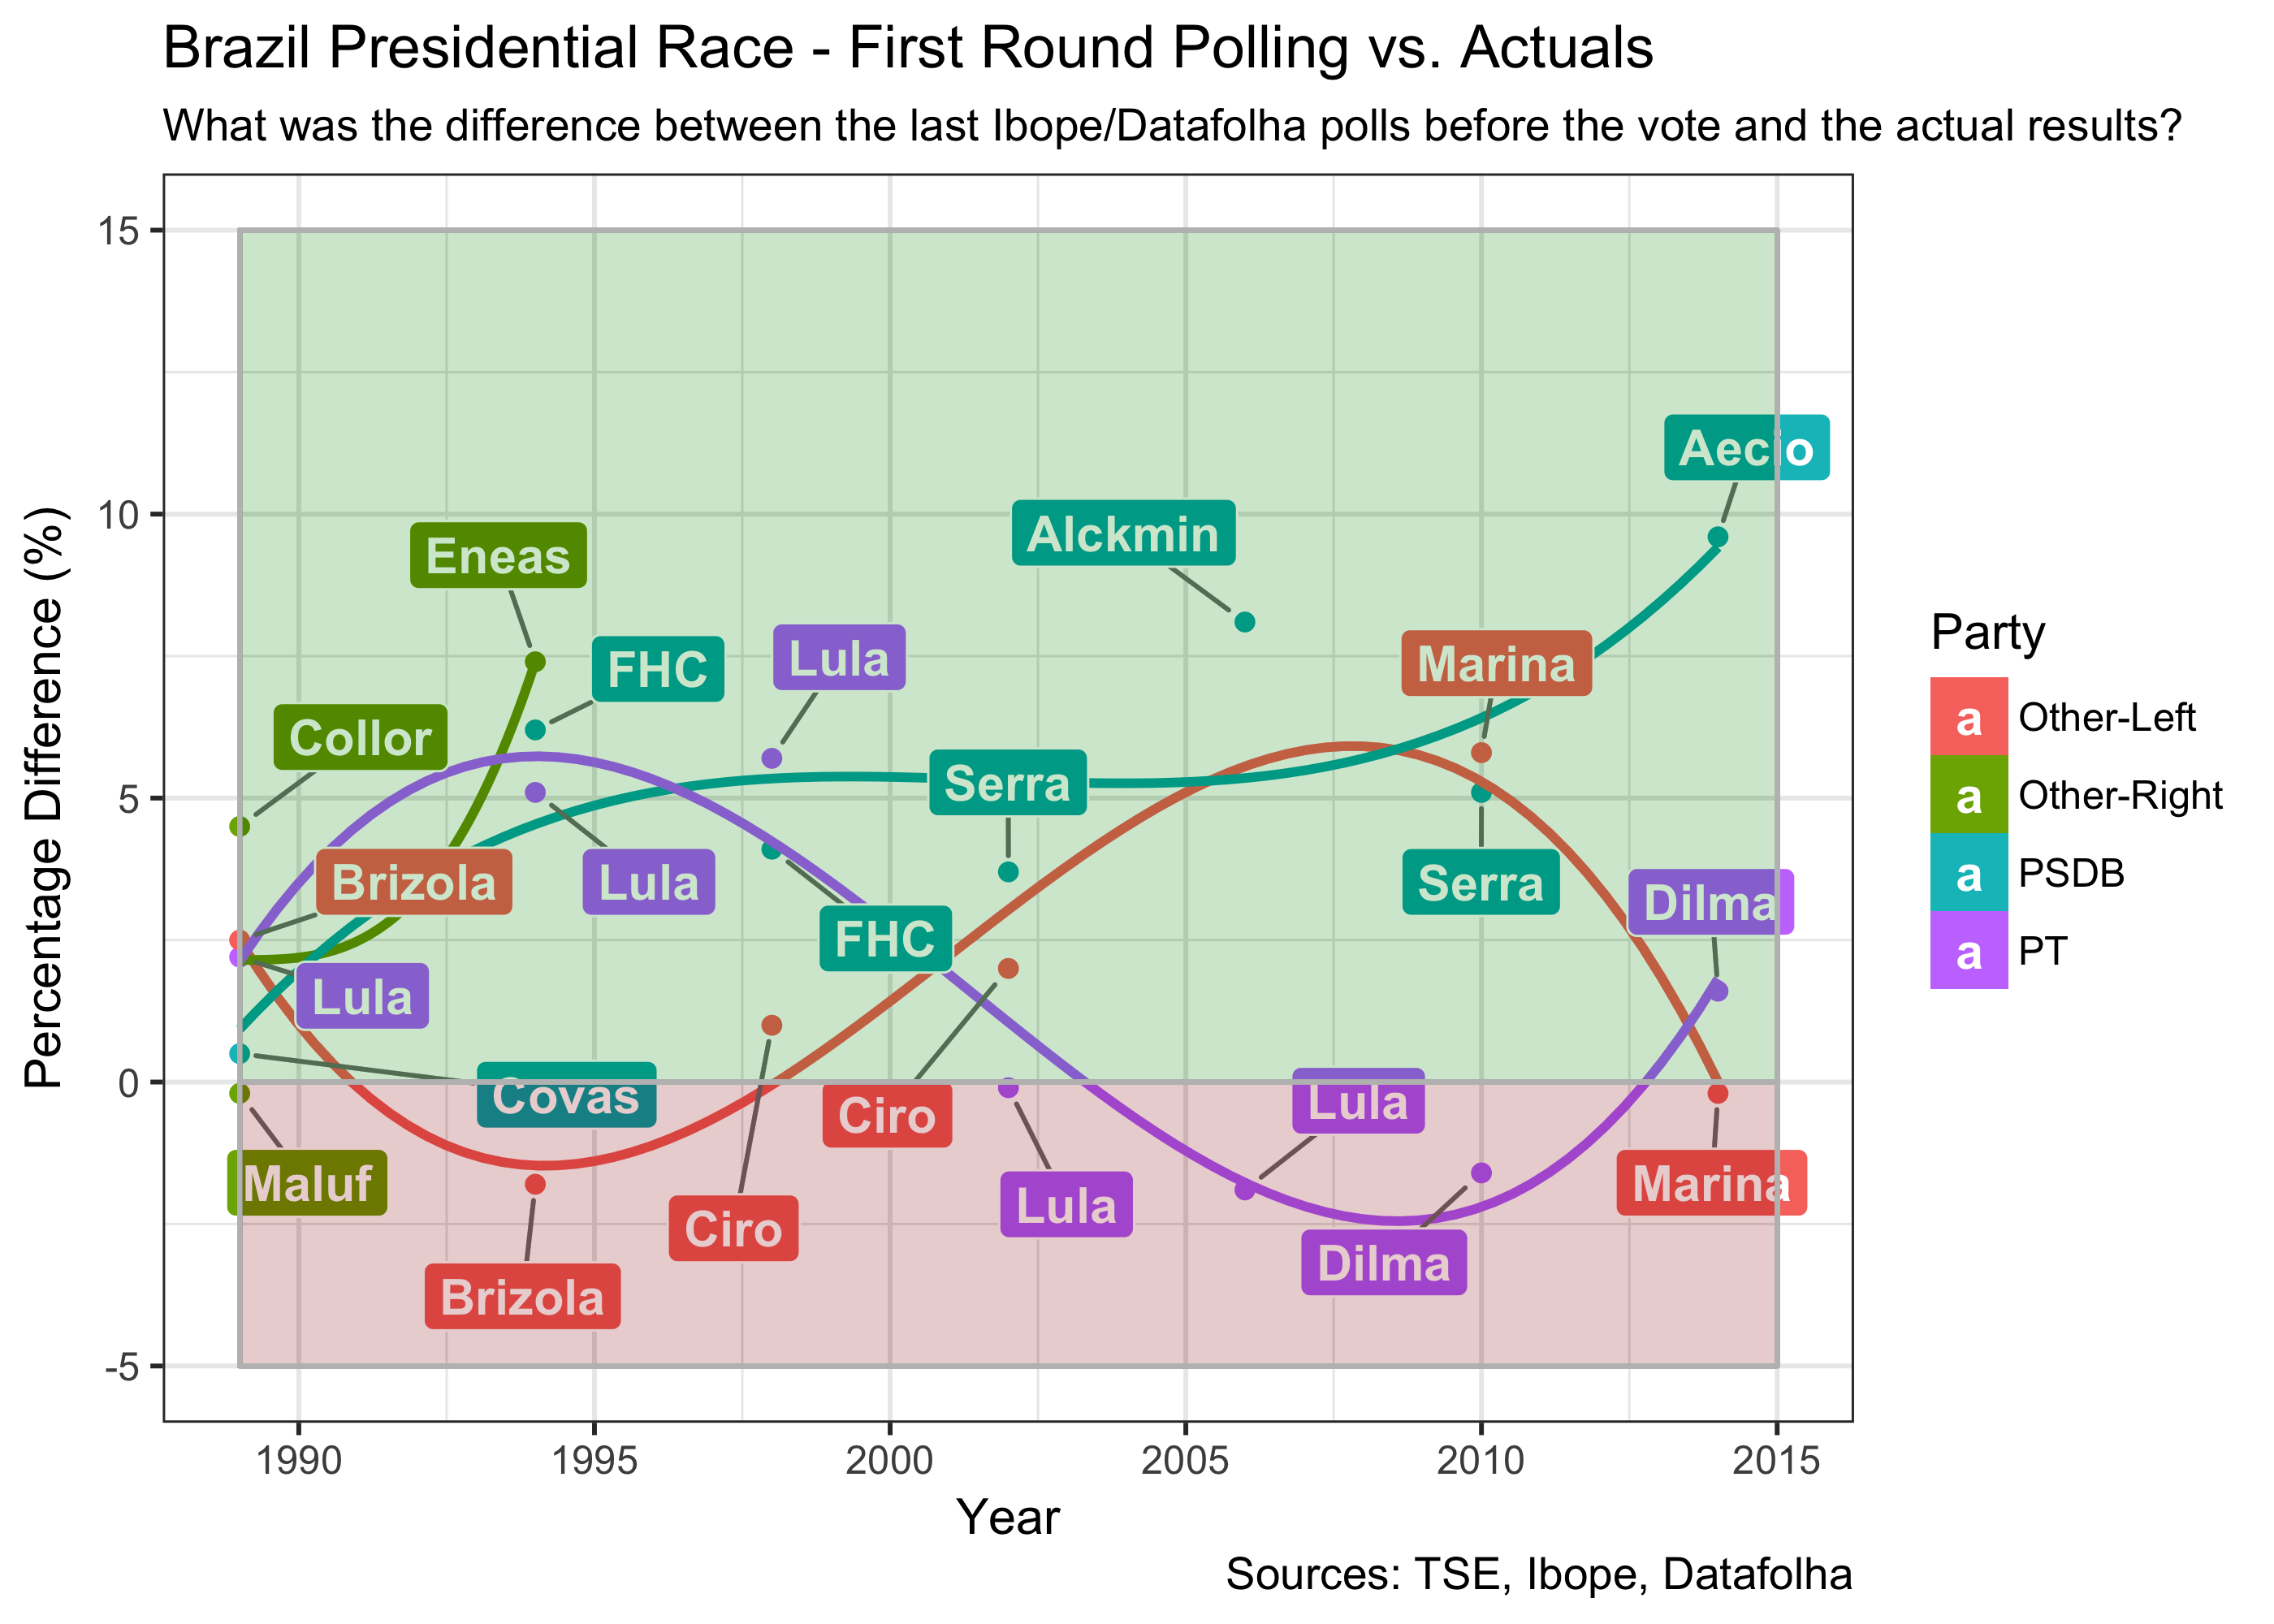 Brazil Presidential Race - First Round Polling vs. Actuals
What was the difference between the last Ibope/Datafolha polls before the vote and the actual results?
Percentage Difference (%)
15
10
5
0
-5
Aecio
Alckmin
Eneas
FHC
Lula
Marina
Collor
Serra
Brizola
Lula
Serra
Dilma
FHC
Lula
Covas
Ciro
Lula
Maluf
Marina
Lula
Ciro
Dilma
Brizola
1990
1995
2000
2005
2010
2015
Year
Party
a Other-Left
a Other-Right
a PSDB
a PT
Sources: TSE, Ibope, Datafolha